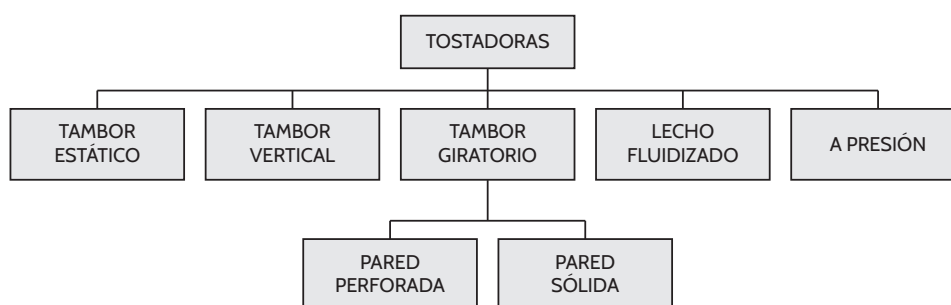 TOSTADORAS
TAMBOR
ESTÁTICO
TAMBOR
VERTICAL
TAMBOR
GIRATORIO
LECHO
FLUIDIZADO
A PRESIÓN
PARED
PERFORADA
PARED
SÓLIDA